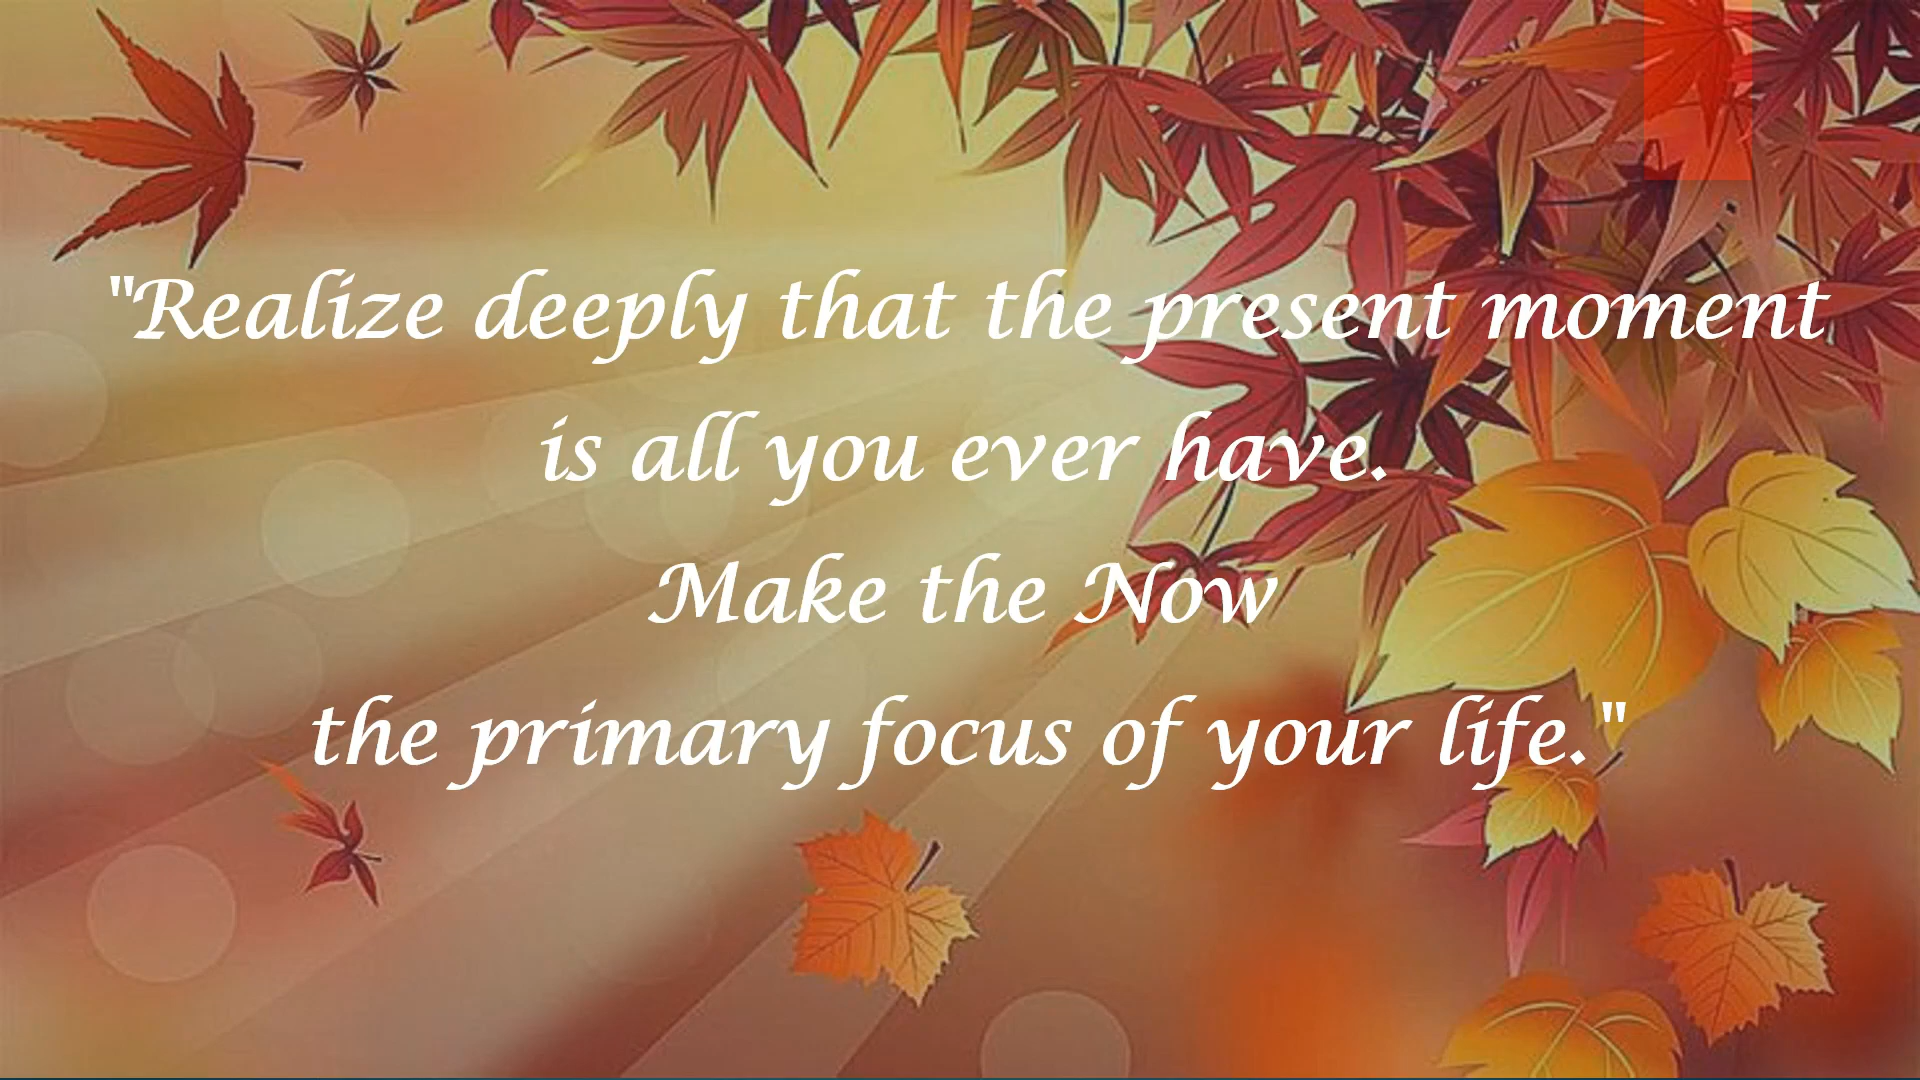 "Realize deeply that the present moment
is all you ever have.
Make the Now
the primary focus of your life."